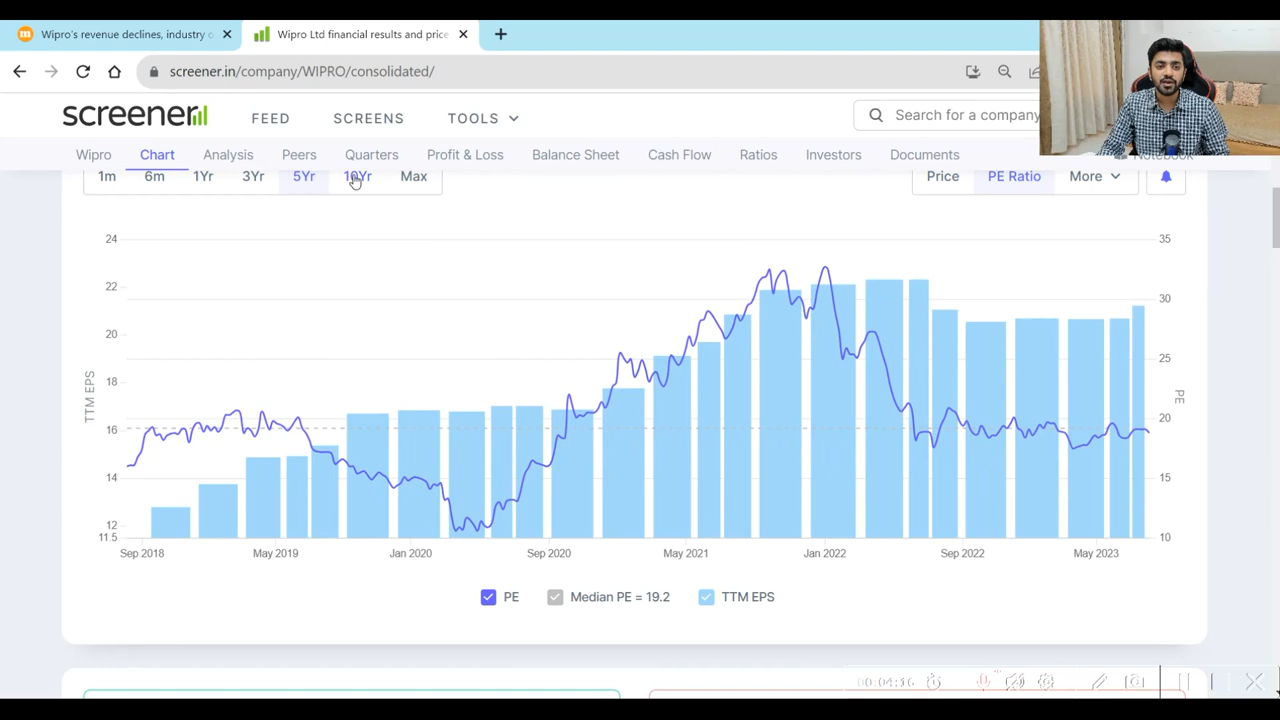 Wipro's revenue declines, industry o
Wipro Ltd financial results and price
screener.in/company/WIPRO/consolidated/
screener
FEED
SCREENS
TOOLS
Search for a company
Wipro
Chart
Analysis
Peers
Quarters
Profit & Loss
Balance Sheet
Cash Flow
Ratios
Investors
Documents
Notebook
1m
6m
1Yr
3Yr
5Yr
10Yr
Max
Price
PE Ratio
More
24
22
20
18
16
14
12
11.5
TTM EPS
35
30
25
20
15
10
PE
Sep 2018
May 2019
Jan 2020
Sep 2020
May 2021
Jan 2022
Sep 2022
May 2023
PE
Median PE = 19.2
TTM EPS